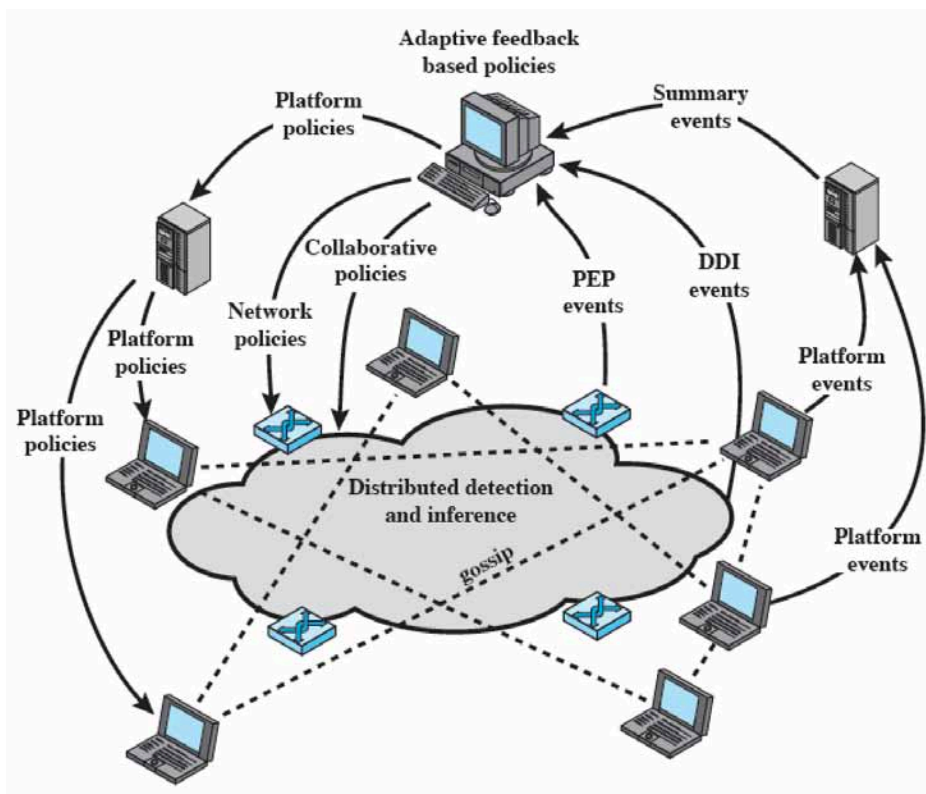 Adaptive feedback
based policies
Platform
policies
Summary
events
Collaborative
policies
PEP
events
DDI
events
Network
policies
Platform
policies
Platform
events
Platform
policies
Distributed detection
and inference
gossip
Platform
events